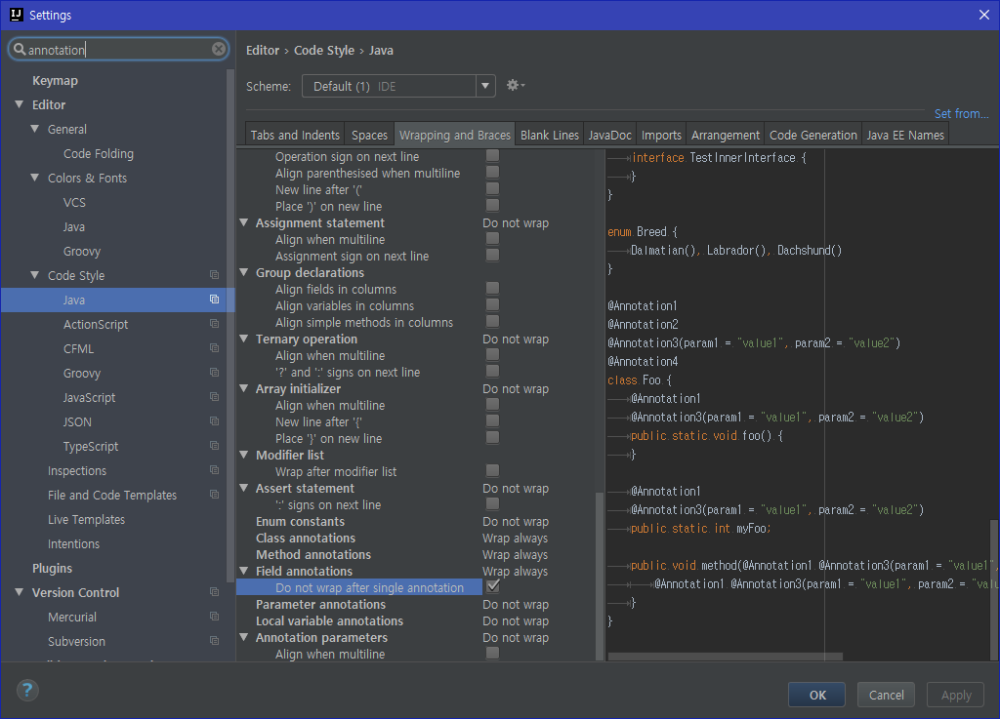 IJ Settings
annotation
Keymap
Editor
General
Code Folding
Colors & Fonts
VCS
Java
Groovy
Code Style
Java
ActionScript
CFML
Groovy
JavaScript
JSON
TypeScript
Inspections
File and Code Templates
Live Templates
Intentions
Plugins
Version Control
Mercurial
Subversion
Editor › Code Style › Java
Scheme: Default (1) IDE
Set from...
Tabs and Indents Spaces Wrapping and Braces Blank Lines JavaDoc Imports Arrangement Code Generation Java EE Names
Operation sign on next line
Align parenthesised when multiline
New line after '('
Place ')' on new line
Assignment statement Do not wrap
Align when multiline
Assignment sign on next line
Group declarations
Align fields in columns
Align variables in columns
Align simple methods in columns
Ternary operation Do not wrap
Align when multiline
'?' and ':' signs on next line
Array initializer Do not wrap
Align when multiline
New line after '{'
Place '}' on new line
Modifier list
Wrap after modifier list
Assert statement Do not wrap
':' signs on next line
Enum constants Do not wrap
Class annotations Wrap always
Method annotations Wrap always
Field annotations Wrap always
Do not wrap after single annotation
Parameter annotations Do not wrap
Local variable annotations Do not wrap
Annotation parameters Do not wrap
Align when multiline
interface TestInnerInterface {
}
}
enum Breed {
Dalmatian(), Labrador(), Dachshund()
}
@Annotation1
@Annotation2
@Annotation3(param1 = "value1", param2 = "value2")
@Annotation4
class Foo {
@Annotation1
@Annotation3(param1 = "value1", param2 = "value2")
public static void foo() {
}
@Annotation1
@Annotation3(param1 = "value1", param2 = "value2")
public static int myFoo;
public void method(@Annotation1 @Annotation3(param1 = "value1",
@Annotation1 @Annotation3(param1 = "value1", param2 = "val
}
}
?
OK Cancel Apply